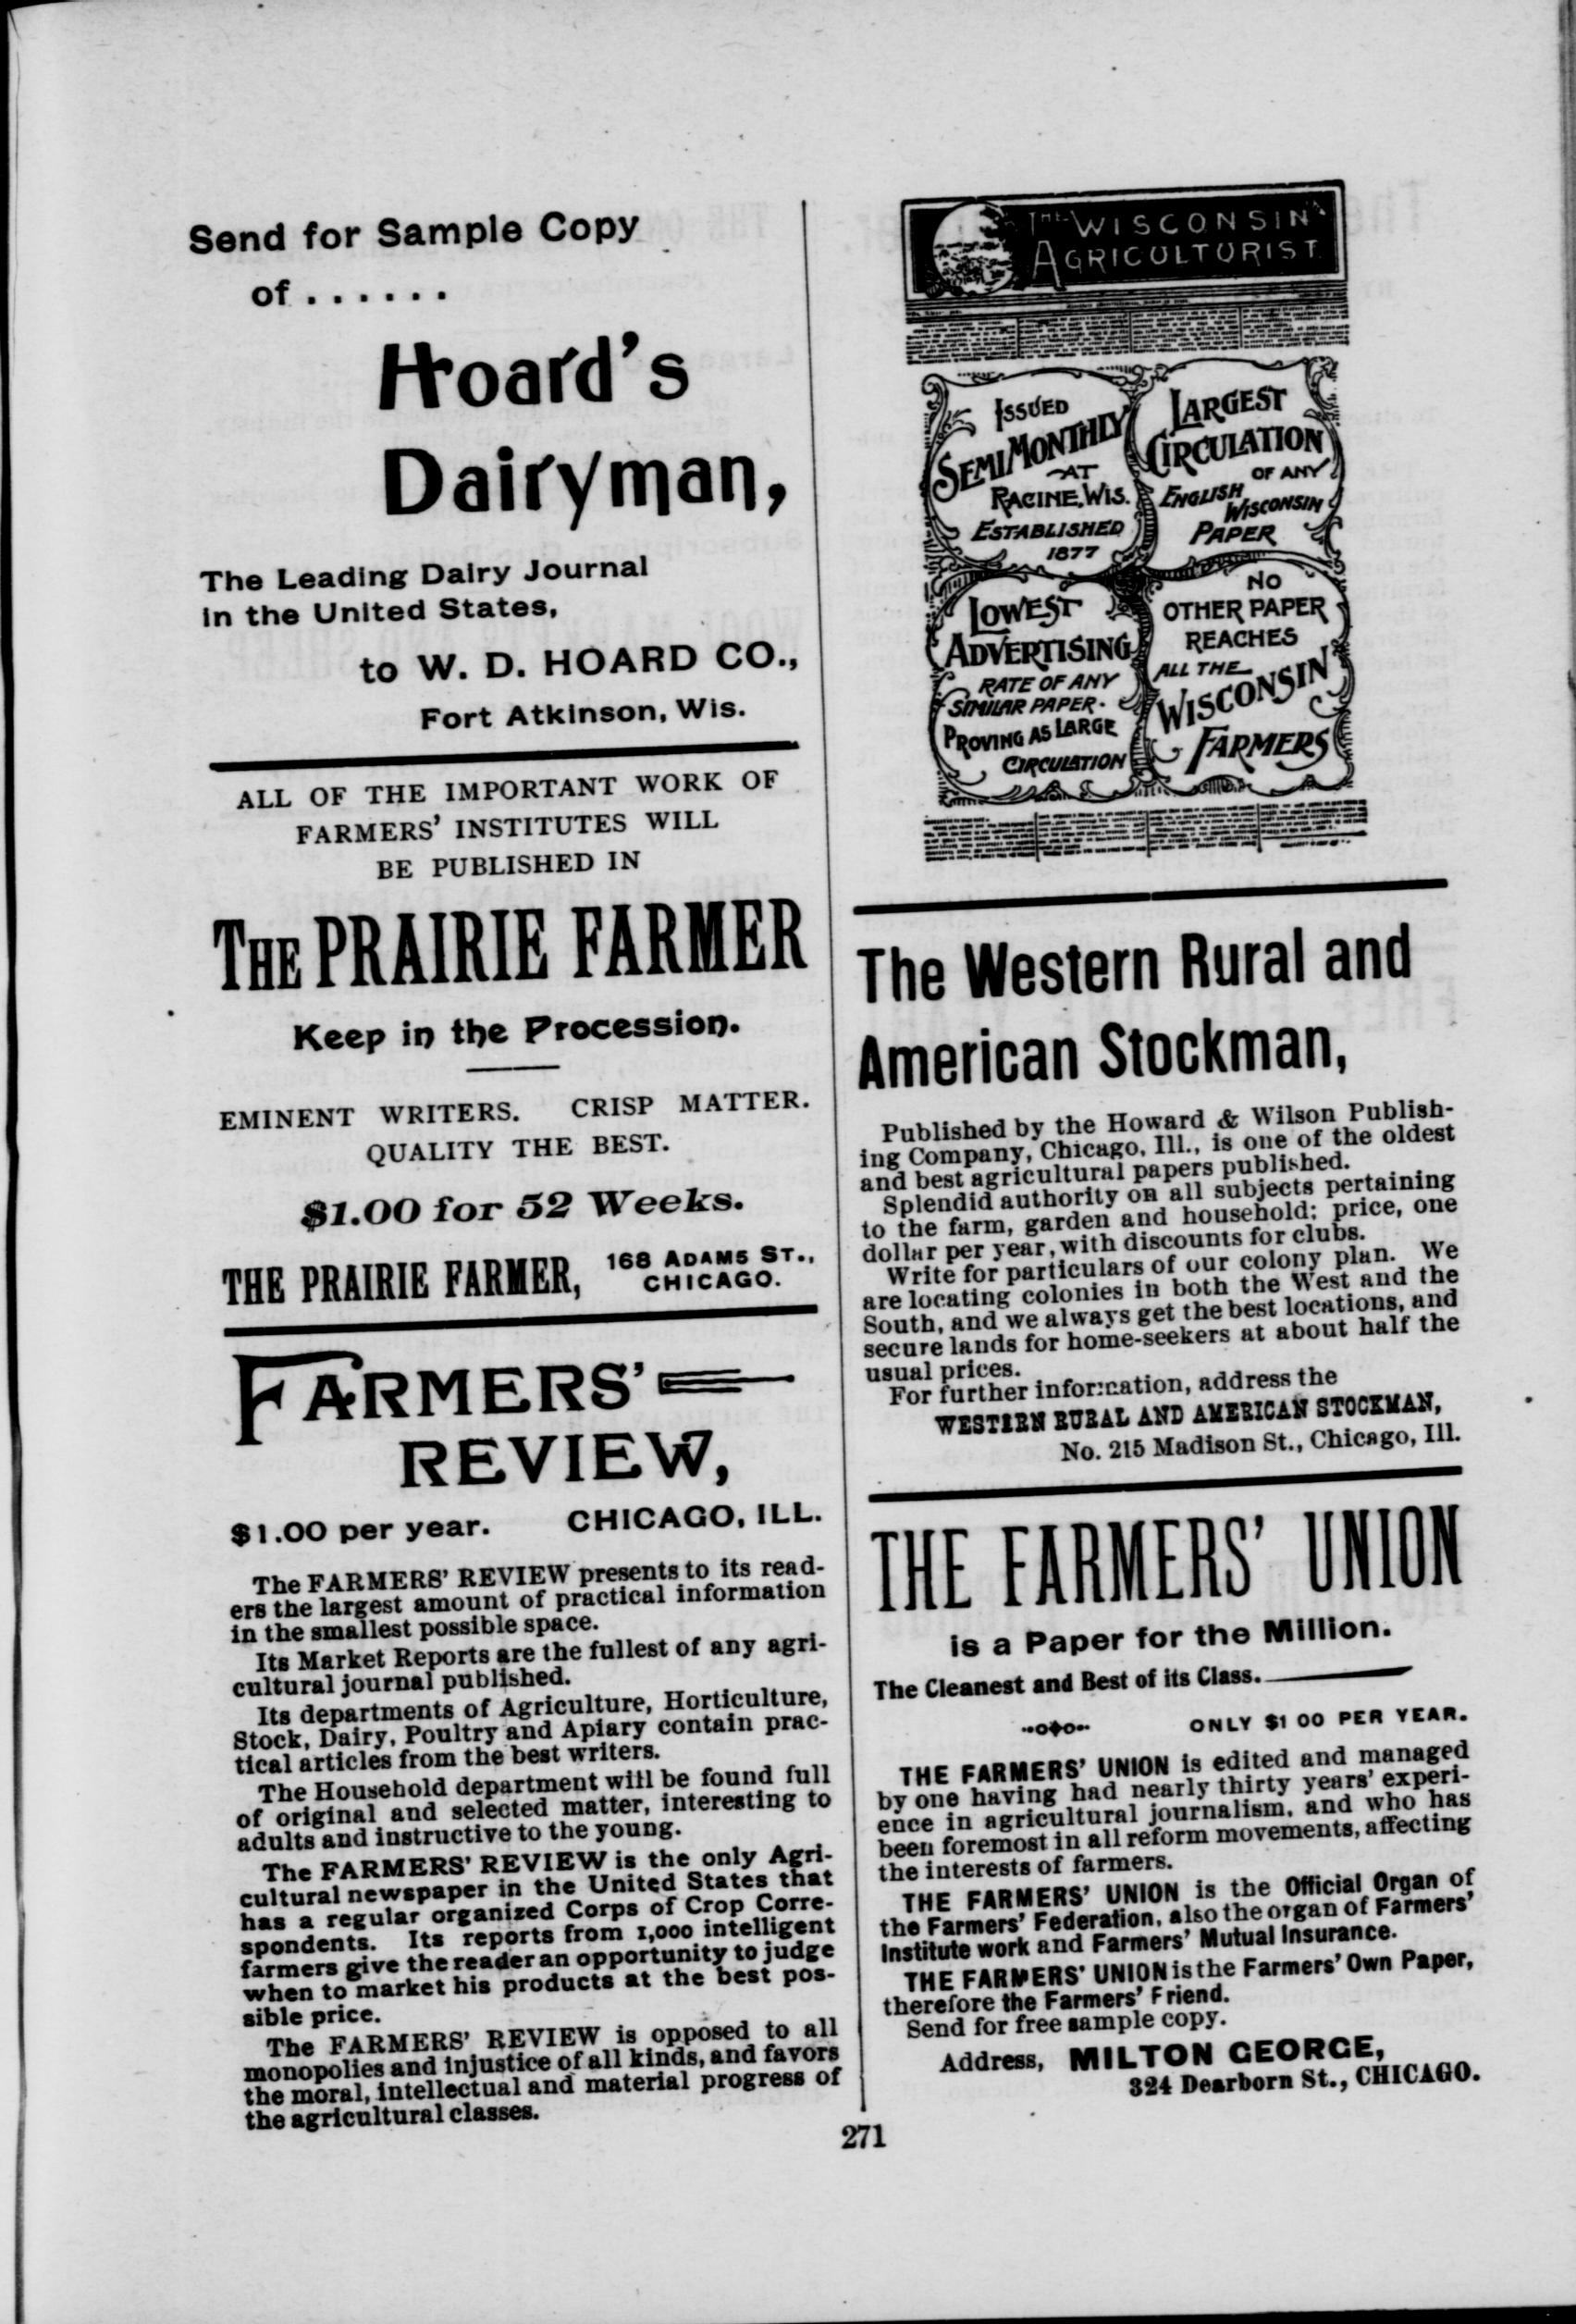 Send for Sample Copy
of . . . . . .
Hoard's
Dairyman,
The Leading Dairy Journal
in the United States,
to W. D. HOARD CO.,
Fort Atkinson, Wis.
ALL OF THE IMPORTANT WORK OF
FARMERS' INSTITUTES WILL
BE PUBLISHED IN
THE PRAIRIE FARMER
Keep in the Procession.
EMINENT WRITERS. CRISP MATTER.
QUALITY THE BEST.
$1.00 for 52 Weeks.
THE PRAIRIE FARMER, 168 ADAMS ST.,
CHICAGO.
FARMERS'
REVIEW,
$1.00 per year. CHICAGO, ILL.
The FARMERS' REVIEW presents to its read-
ers the largest amount of practical information
in the smallest possible space.
Its Market Reports are the fullest of any agri-
cultural journal published.
Its departments of Agriculture, Horticulture,
Stock, Dairy, Poultry and Apiary contain prac-
tical articles from the best writers.
The Household department will be found full
of original and selected matter, interesting to
adults and instructive to the young.
The FARMERS' REVIEW is the only Agri-
cultural newspaper in the United States that
has a regular organized Corps of Crop Corre-
spondents. Its reports from 1,000 intelligent
farmers give the reader an opportunity to judge
when to market his products at the best pos-
sible price.
The FARMERS' REVIEW is opposed to all
monopolies and injustice of all kinds, and favors
the moral, intellectual and material progress of
the agricultural classes.
THE WISCONSIN
AGRICULTURIST
ISSUED
SEMI MONTHLY
AT
RACINE, WIS.
ESTABLISHED
1877
LARGEST
CIRCULATION
OF ANY
ENGLISH
WISCONSIN
PAPER
LOWEST
ADVERTISING
RATE OF ANY
SIMILAR PAPER.
PROVING AS LARGE
CIRCULATION
NO
OTHER PAPER
REACHES
ALL THE
WISCONSIN
FARMERS
The Western Rural and
American Stockman,
Published by the Howard & Wilson Publish-
ing Company, Chicago, Ill., is one of the oldest
and best agricultural papers published.
Splendid authority on all subjects pertaining
to the farm, garden and household; price, one
dollar per year, with discounts for clubs.
Write for particulars of our colony plan. We
are locating colonies in both the West and the
South, and we always get the best locations, and
secure lands for home-seekers at about half the
usual prices.
For further information, address the
WESTERN RURAL AND AMERICAN STOCKMAN,
No. 215 Madison St., Chicago, Ill.
THE FARMERS' UNION
is a Paper for the Million.
The Cleanest and Best of its Class.
ONLY $1 00 PER YEAR.
THE FARMERS' UNION is edited and managed
by one having had nearly thirty years' experi-
ence in agricultural journalism, and who has
been foremost in all reform movements, affecting
the interests of farmers.
THE FARMERS' UNION is the Official Organ of
the Farmers' Federation, also the organ of Farmers'
Institute work and Farmers' Mutual Insurance.
THE FARMERS' UNION is the Farmers' Own Paper,
therefore the Farmers' Friend.
Send for free sample copy.
Address, MILTON GEORGE,
324 Dearborn St., CHICAGO.
271